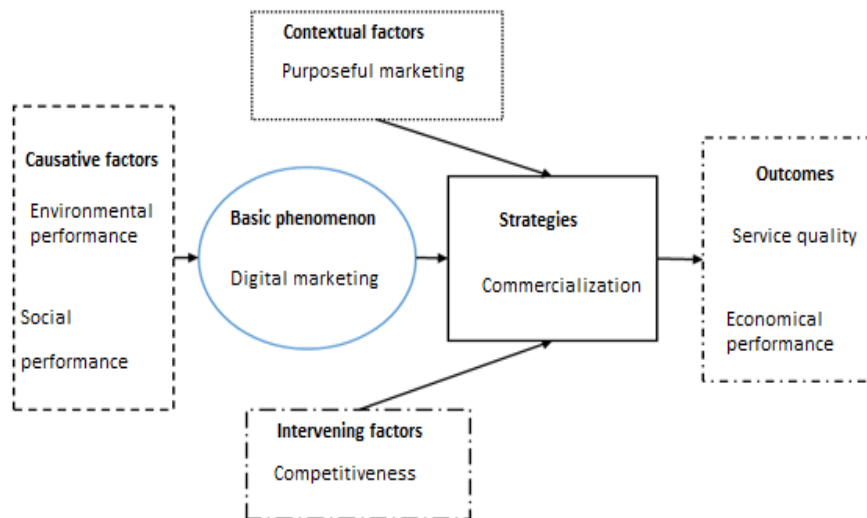 Contextual factors
Purposeful marketing
Causative factors
Environmental
performance
Social
performance
Basic phenomenon
Digital marketing
Strategies
Commercialization
Outcomes
Service quality
Economical
performance
Intervening factors
Competitiveness